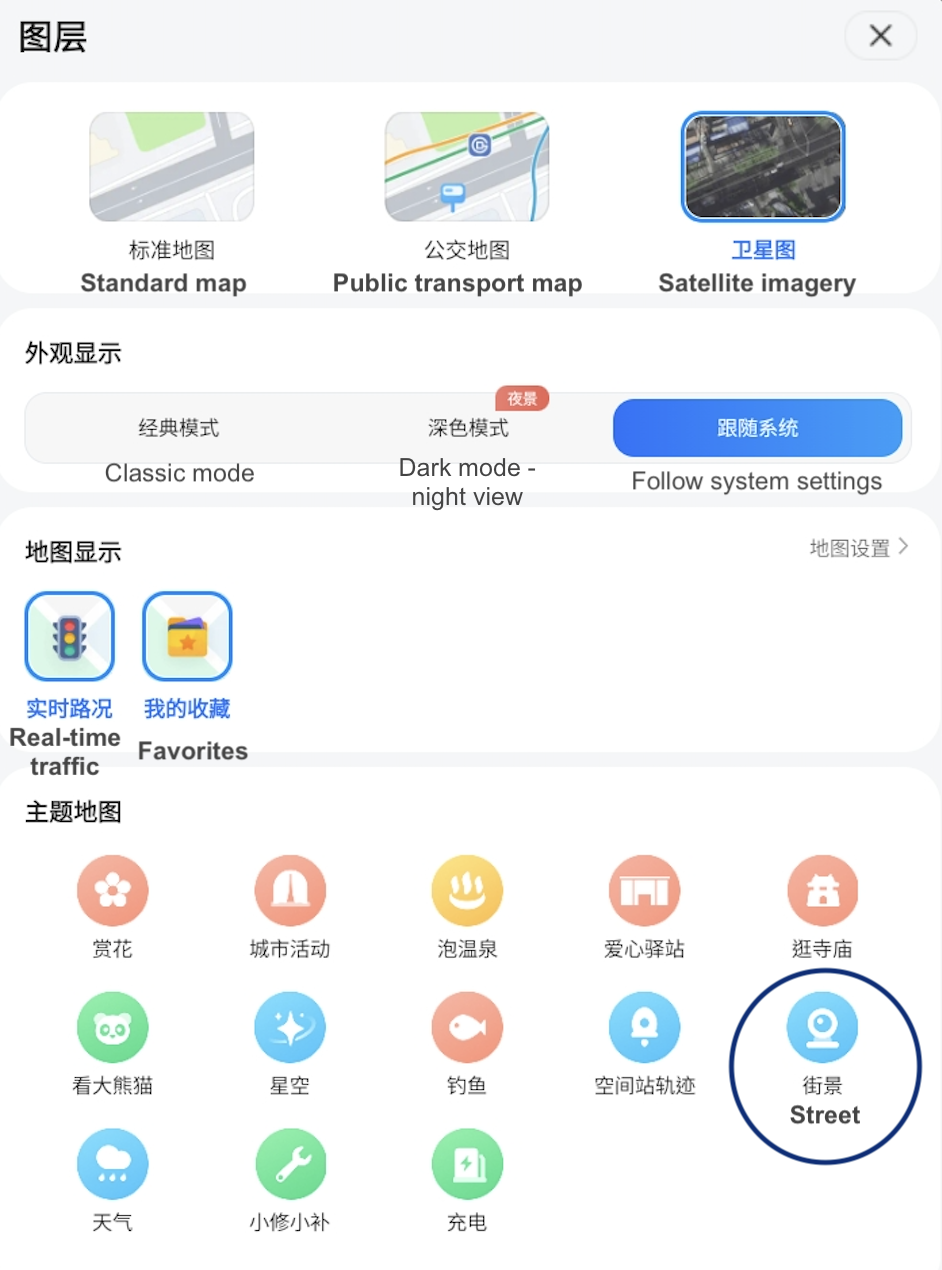 图层
标准地图
公交地图
卫星图
Standard map
Public transport map
Satellite imagery
外观显示
夜景
经典模式
深色模式
跟随系统
Classic mode
Dark mode -
night view
Follow system settings
地图显示
地图设置
实时路况
我的收藏
Real-time
traffic
Favorites
主题地图
赏花
城市活动
泡温泉
爱心驿站
逛寺庙
看大熊猫
星空
钓鱼
空间站轨迹
街景
Street
天气
小修小补
充电